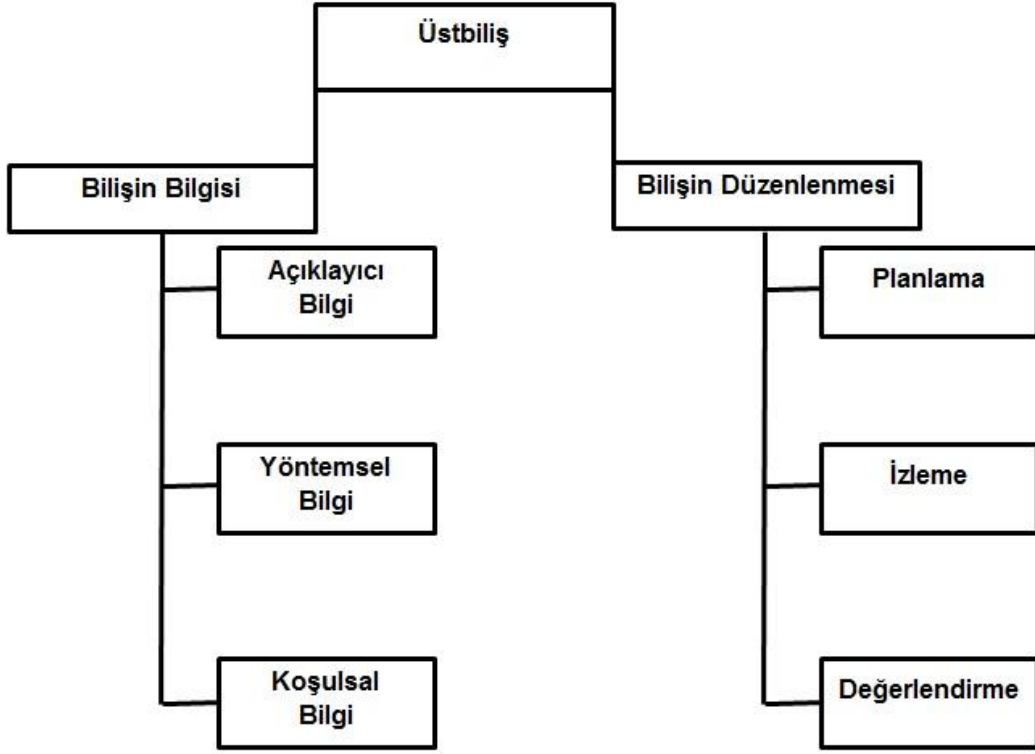 Üstbiliş
Bilişin Bilgisi
Açıklayıcı
Bilgi
Yöntemsel
Bilgi
Koşulsal
Bilgi
Bilişin Düzenlenmesi
Planlama
İzleme
Değerlendirme